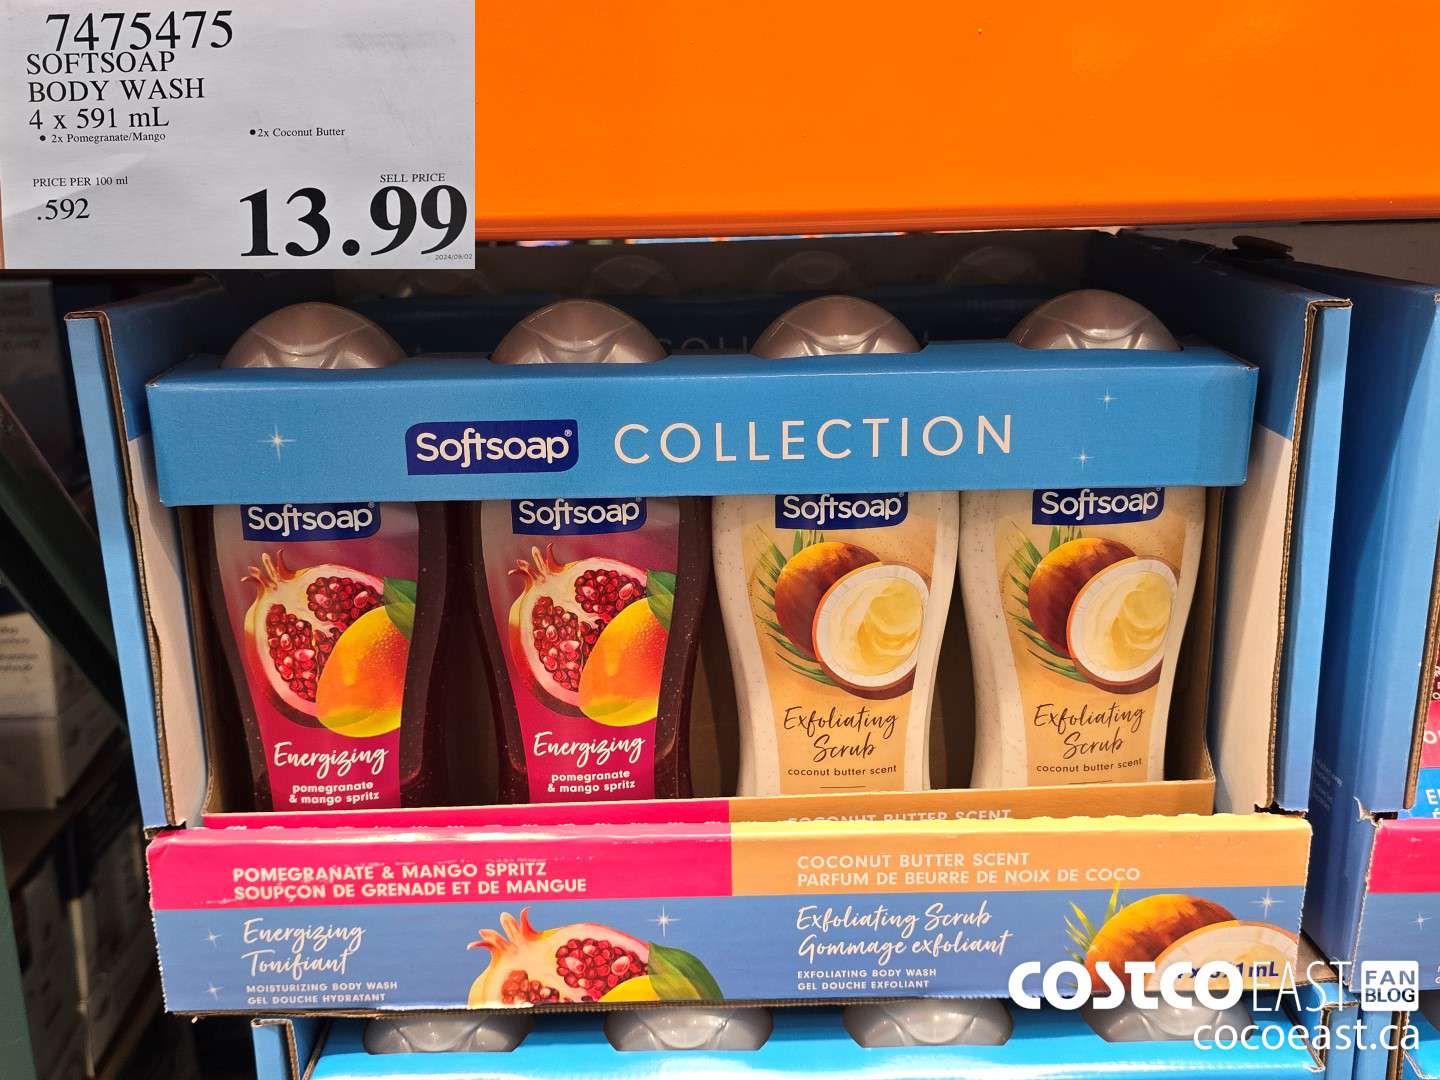 7475475
SOFTSOAP
BODY WASH
4 x 591 mL
• 2x Pomegranate/Mango
• 2x Coconut Butter
PRICE PER 100 ml
.592
SELL PRICE
13.99
2024/09/02
Softsoap® COLLECTION
Softsoap
Softsoap
Softsoap
Softsoap
Energizing
pomegranate
& mango spritz
Energizing
pomegranate
& mango spritz
Exfoliating
Scrub
coconut butter scent
Exfoliating
Scrub
coconut butter scent
COCONUT BUTTER SCENT
POMEGRANATE & MANGO SPRITZ
SOUPÇON DE GRENADE ET DE MANGUE
COCONUT BUTTER SCENT
PARFUM DE BEURRE DE NOIX DE COCO
Energizing
Tonifiant
MOISTURIZING BODY WASH
GEL DOUCHE HYDRATANT
Exfoliating Scrub
Gommage exfoliant
EXFOLIATING BODY WASH
GEL DOUCHE EXFOLIANT
mL
COSTCO EAST FAN BLOG
cocoeast.ca